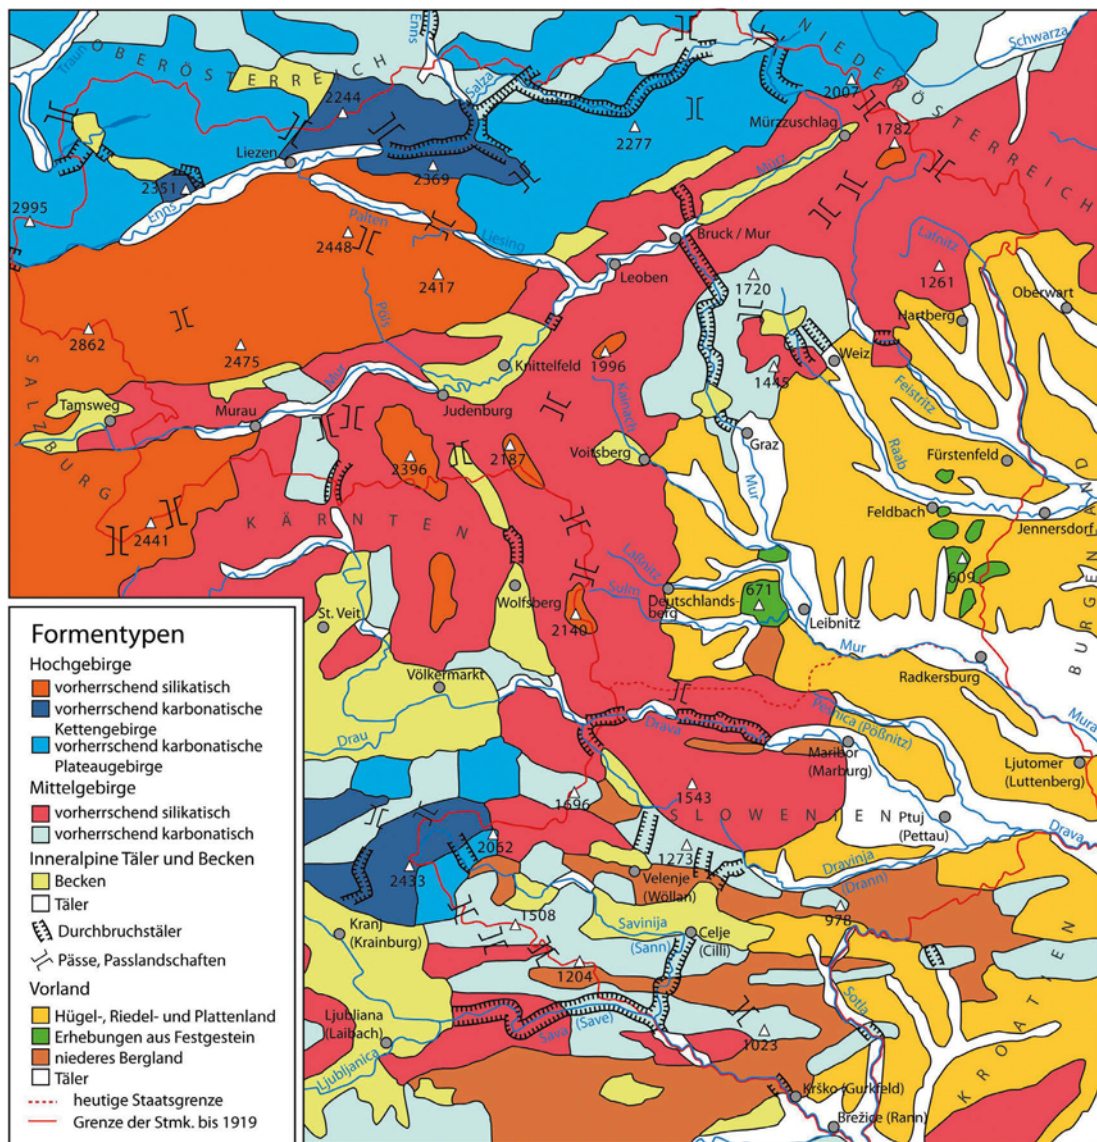 OBERÖSTERREICH
NIEDERÖSTERREICH
Traun
Enns
Salza
Schwarza
2244
2007
1782
2277
Mürzzuschlag
Mürz
Liezen
2351
2369
2995
Enns
Palten
2448
Liesing
Bruck / Mur
Lafnitz
2417
Leoben
1720
1261
Oberwart
Pöls
Hartberg
2862
2475
Knittelfeld
1996
Weiz
1445
SALZBURG
Mur
Kainach
Feistritz
Tamsweg
Murau
Judenburg
Voitsberg
Graz
Raab
2396
2187
Mur
Fürstenfeld
Feldbach
Jennersdorf
2441
KÄRNTEN
Laßnitz
609
BURGENLAND
Sulm
671
St. Veit
Wolfsberg
Deutschlands-
berg
Leibnitz
2140
Mur
Völkermarkt
Radkersburg
Drau
Drava
(Pößnitz)
Mura
Maribor
(Marburg)
Ljutomer
(Luttenberg)
1696
1543
SLOWENIEN
Ptuj
(Pettau)
Drava
2062
1273
Dravinja
(Drann)
2433
Velenje
(Wöllan)
978
1508
Kranj
(Krainburg)
Savinija
(Sann)
Celje
(Cilli)
1204
Sotla
KROATIEN
Ljubliana
(Laibach)
Sava (Save)
1023
Ljubljanica
Krško (Gurkfeld)
Brežice (Rann)
Formentypen
Hochgebirge
vorherrschend silikatisch
vorherrschend karbonatische
Kettengebirge
vorherrschend karbonatische
Plateaugebirge
Mittelgebirge
vorherrschend silikatisch
vorherrschend karbonatisch
Inneralpine Täler und Becken
Becken
Täler
Durchbruchstäler
Pässe, Passlandschaften
Vorland
Hügel-, Riedel- und Plattenland
Erhebungen aus Festgestein
niederes Bergland
Täler
heutige Staatsgrenze
Grenze der Stmk. bis 1919